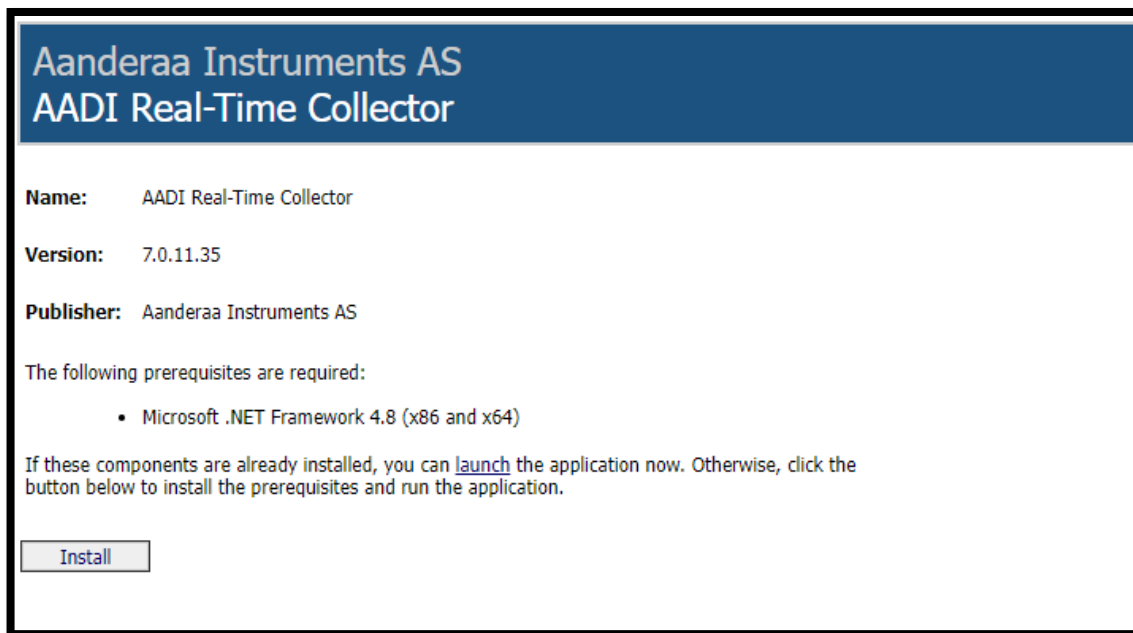 Aanderaa Instruments AS
AADI Real-Time Collector
Name: AADI Real-Time Collector
Version: 7.0.11.35
Publisher: Aanderaa Instruments AS
The following prerequisites are required:
• Microsoft .NET Framework 4.8 (x86 and x64)
If these components are already installed, you can launch the application now. Otherwise, click the
button below to install the prerequisites and run the application.
Install